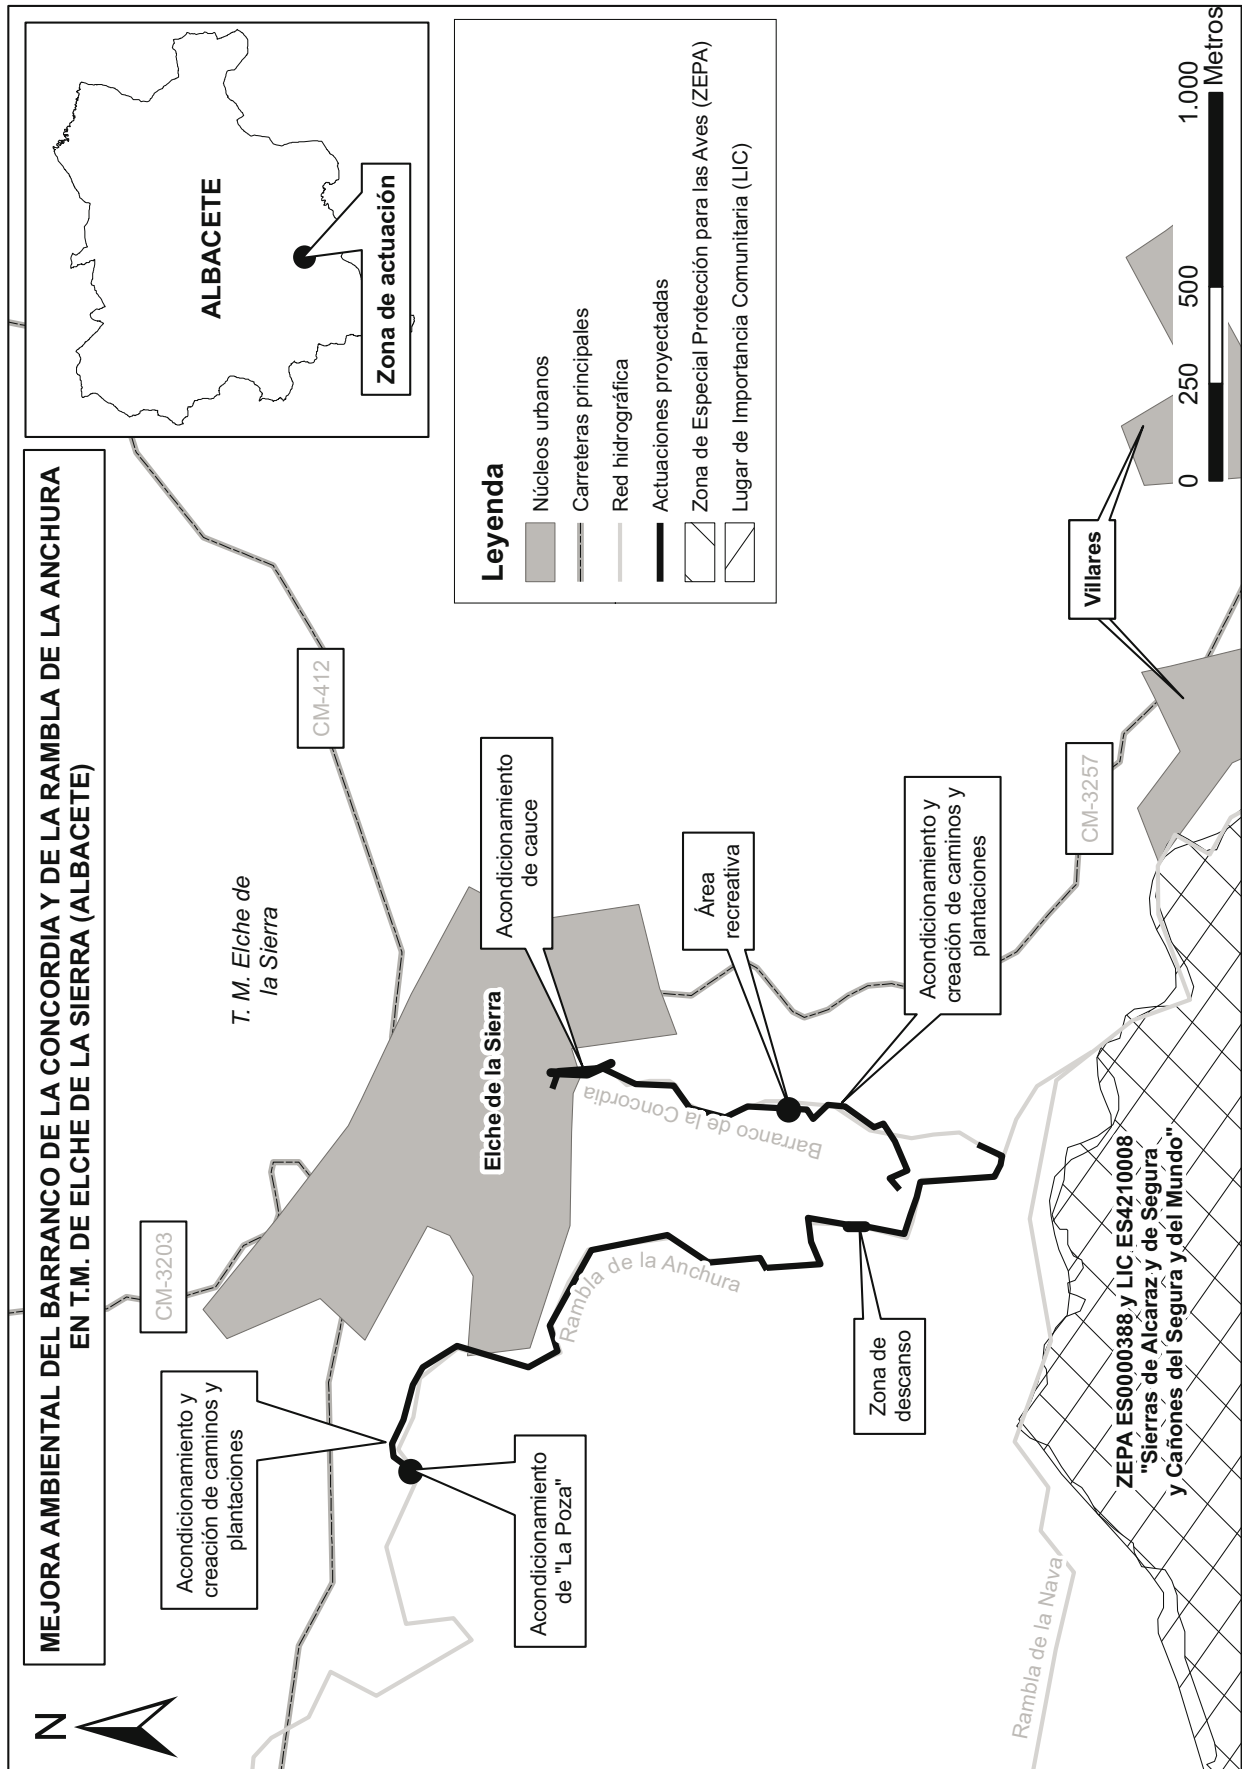 MEJORA AMBIENTAL DEL BARRANCO DE LA CONCORDIA Y DE LA RAMBLA DE LA ANCHURA
EN T.M. DE ELCHE DE LA SIERRA (ALBACETE)
N
ALBACETE
Zona de actuación
CM-3203
CM-412
T. M. Elche de
la Sierra
Acondicionamiento y
creación de caminos y
plantaciones
Acondicionamiento
de "La Poza"
Elche de la Sierra
Acondicionamiento
de cauce
Rambla de la Anchura
Barranco de la Concordia
Área
recreativa
Zona de
descanso
Acondicionamiento y
creación de caminos y
plantaciones
CM-3257
Villares
Rambla de la Nava
ZEPA ES0000388 y LIC ES4210008
"Sierras de Alcaraz y de Segura
y Cañones del Segura y del Mundo"
Leyenda
Núcleos urbanos
Carreteras principales
Red hidrográfica
Actuaciones proyectadas
Zona de Especial Protección para las Aves (ZEPA)
Lugar de Importancia Comunitaria (LIC)
0 250 500 1.000
Metros